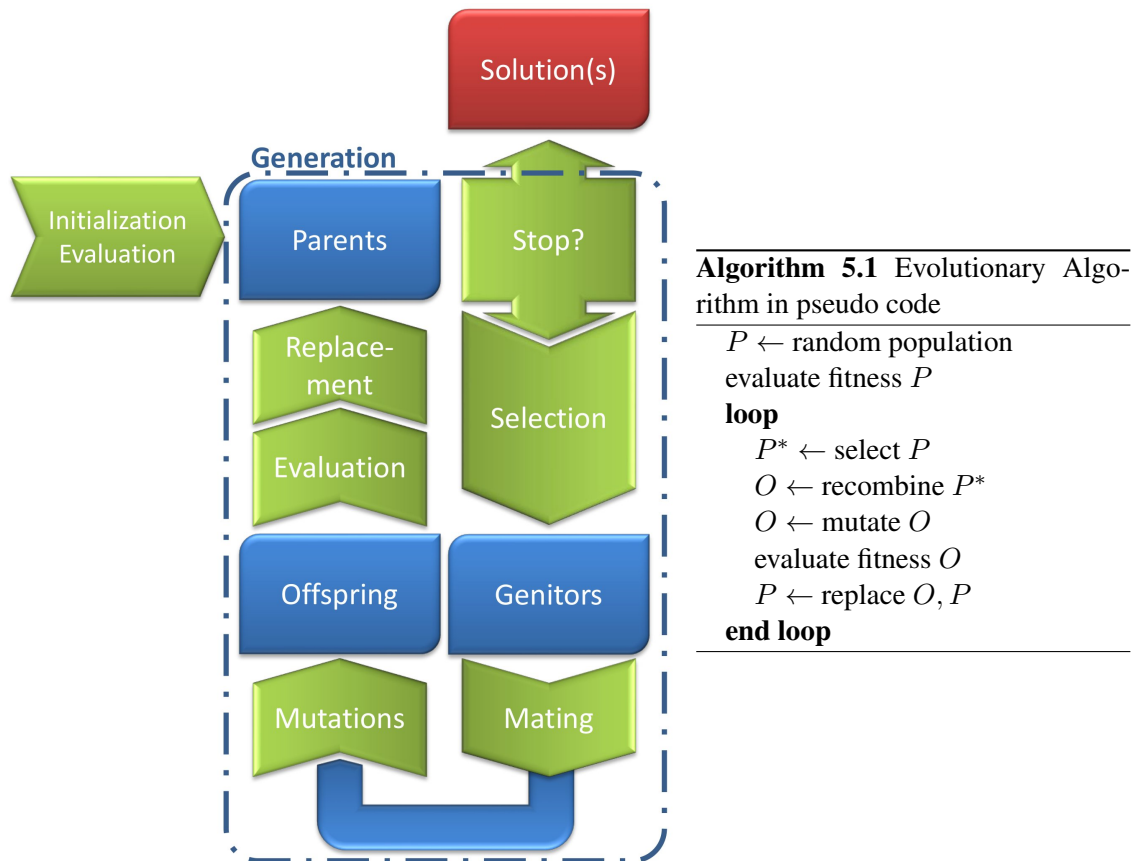 Solution(s)
Generation
Initialization
Evaluation
Parents
Stop?
Replace-
ment
Selection
Evaluation
Offspring
Genitors
Mutations
Mating
Algorithm 5.1 Evolutionary Algo-
rithm in pseudo code
P ← random population
evaluate fitness P
loop
P* ← select P
O ← recombine P*
O ← mutate O
evaluate fitness O
P ← replace O, P
end loop